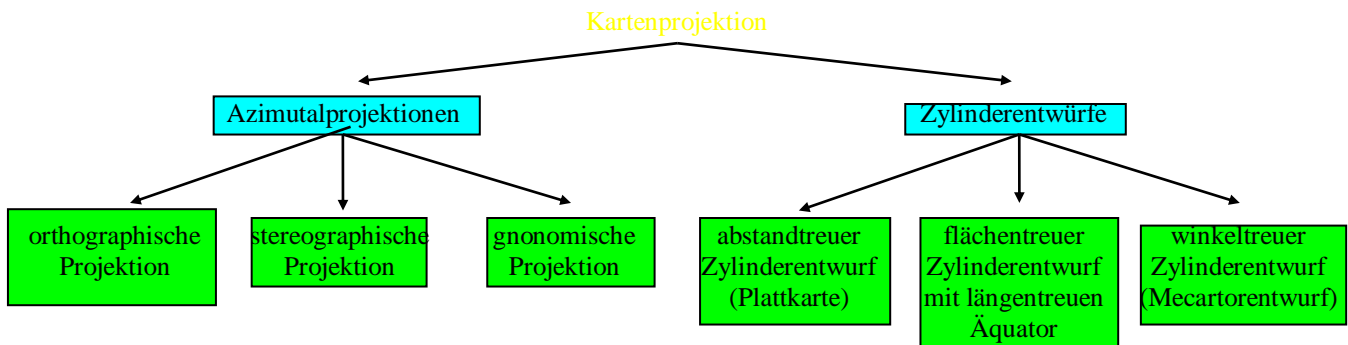 Kartenprojektion
Azimutalprojektionen
Zylinderentwürfe
orthographische
Projektion
stereographische
Projektion
gnonomische
Projektion
abstandtreuer
Zylinderentwurf
(Plattkarte)
flächentreuer
Zylinderentwurf
mit längentreuen
Äquator
winkeltreuer
Zylinderentwurf
(Mecartorentwurf)